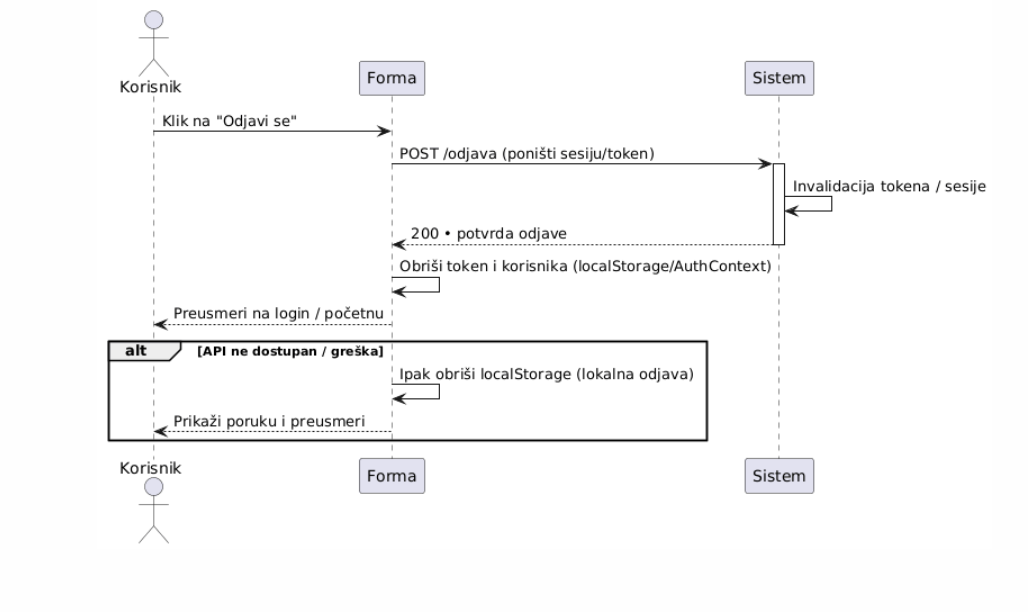 Korisnik
Forma
Sistem
Klik na "Odjavi se"
POST /odjava (poništi sesiju/token)
Invalidacija tokena / sesije
200 • potvrda odjave
Obriši token i korisnika (localStorage/AuthContext)
Preusmeri na login / početnu
alt [API ne dostupan / greška]
Ipak obriši localStorage (lokalna odjava)
Prikaži poruku i preusmeri
Korisnik
Forma
Sistem